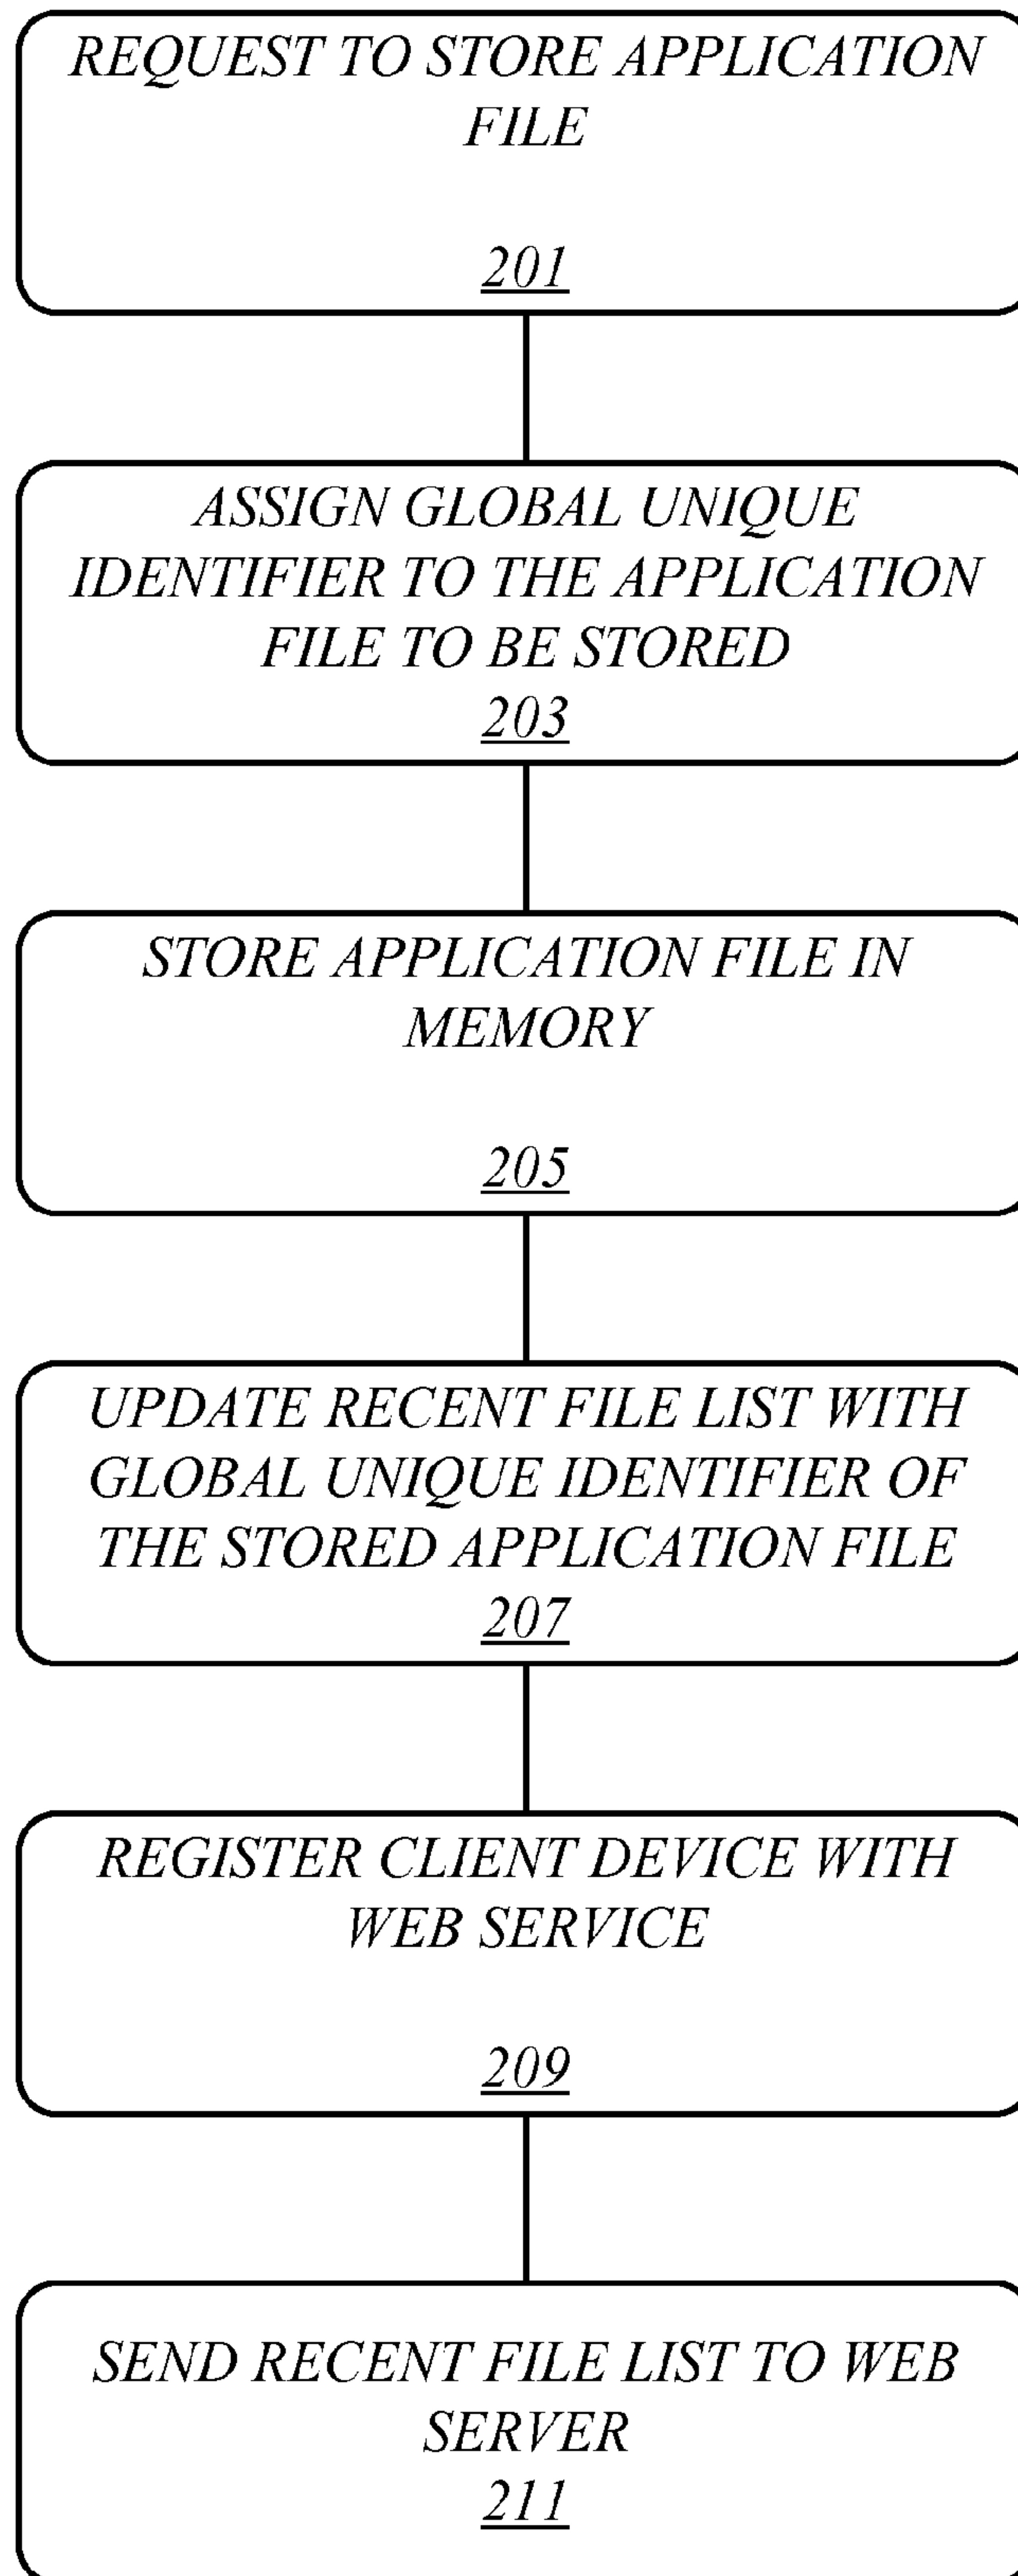 REQUEST TO STORE APPLICATION
FILE
201
ASSIGN GLOBAL UNIQUE
IDENTIFIER TO THE APPLICATION
FILE TO BE STORED
203
STORE APPLICATION FILE IN
MEMORY
205
UPDATE RECENT FILE LIST WITH
GLOBAL UNIQUE IDENTIFIER OF
THE STORED APPLICATION FILE
207
REGISTER CLIENT DEVICE WITH
WEB SERVICE
209
SEND RECENT FILE LIST TO WEB
SERVER
211